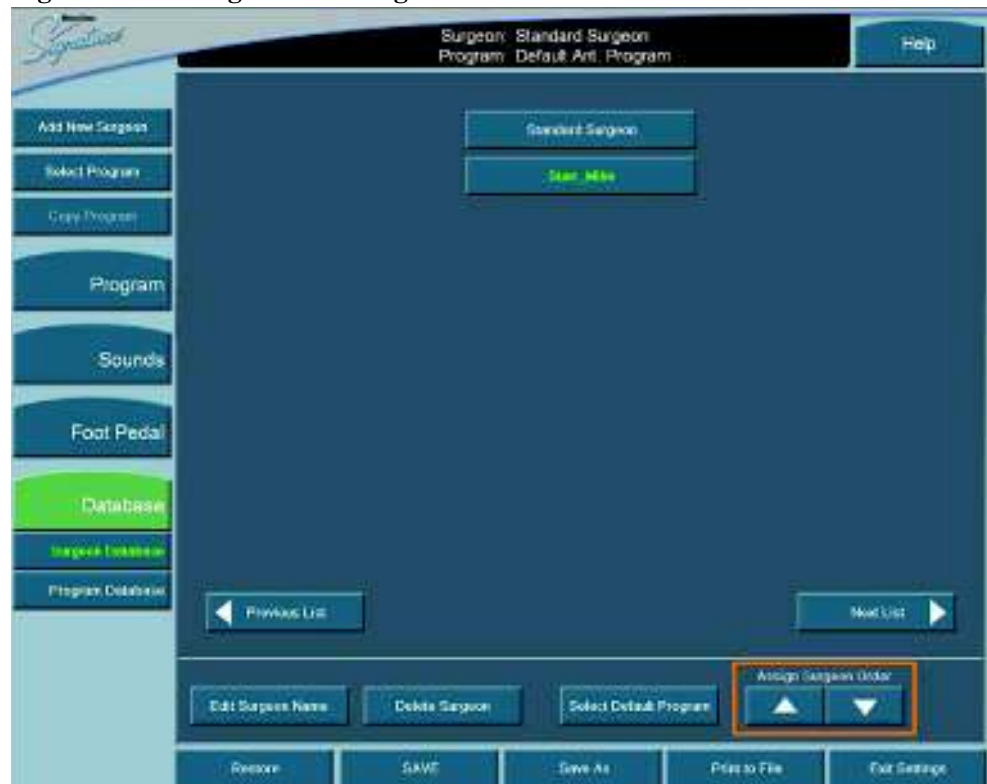 Signature
Surgeon: Standard Surgeon
Program: Default Ant. Program
Help
Add New Surgeon
Select Program
Copy Program
Program
Sounds
Foot Pedal
Database
Surgeon Database
Program Database
Standard Surgeon
Previous List
Next List
Assign Surgeon Order
Edit Surgeon Name
Delete Surgeon
Select Default Program
Restore
SAVE
Save As
Print to File
Exit Settings